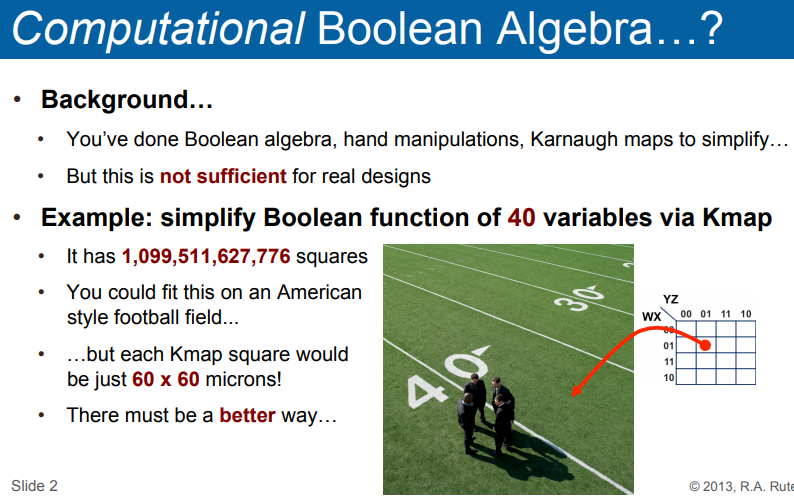 Computational Boolean Algebra…?
• Background…
• You’ve done Boolean algebra, hand manipulations, Karnaugh maps to simplify…
• But this is not sufficient for real designs
• Example: simplify Boolean function of 40 variables via Kmap
• It has 1,099,511,627,776 squares
• You could fit this on an American
style football field...
• …but each Kmap square would
be just 60 x 60 microns!
• There must be a better way…
30
40
YZ
WX 00 01 11 10
00
01
11
10
Slide 2
© 2013, R.A.